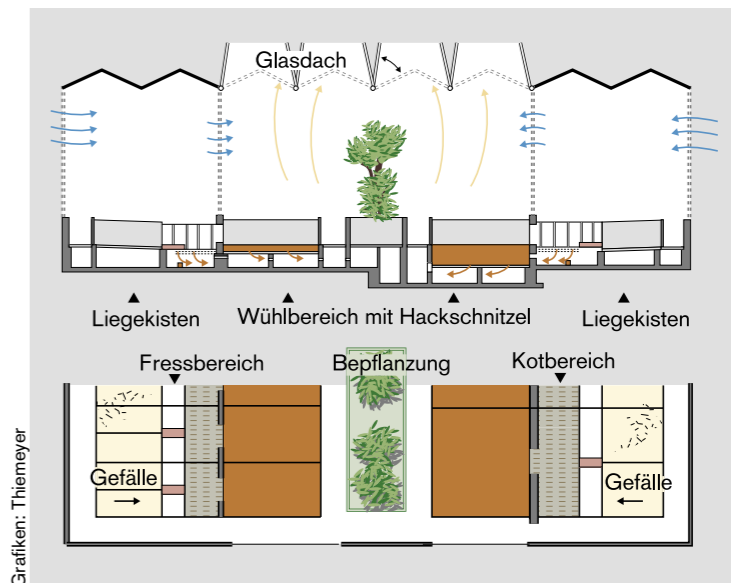 Glasdach
Liegekisten
Wühlbereich mit Hackschnitzel
Liegekisten
Fressbereich
Bepflanzung
Kotbereich
Gefälle
Gefälle
Grafiken: Thiemeyer